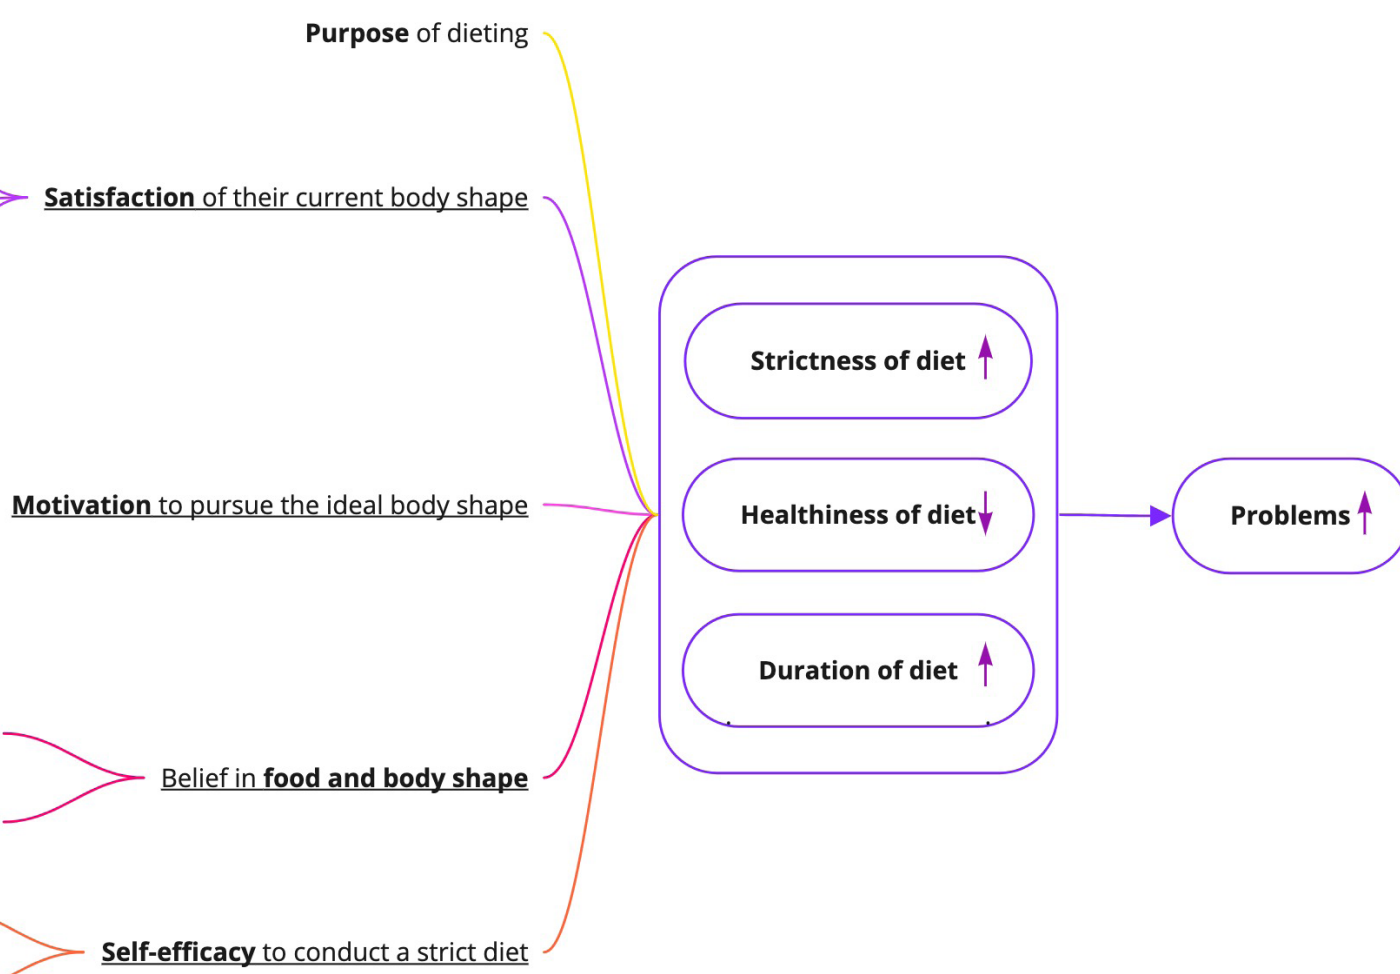 Purpose of dieting
Satisfaction of their current body shape
Motivation to pursue the ideal body shape
Belief in food and body shape
Self-efficacy to conduct a strict diet
Strictness of diet
Healthiness of diet
Duration of diet
Problems